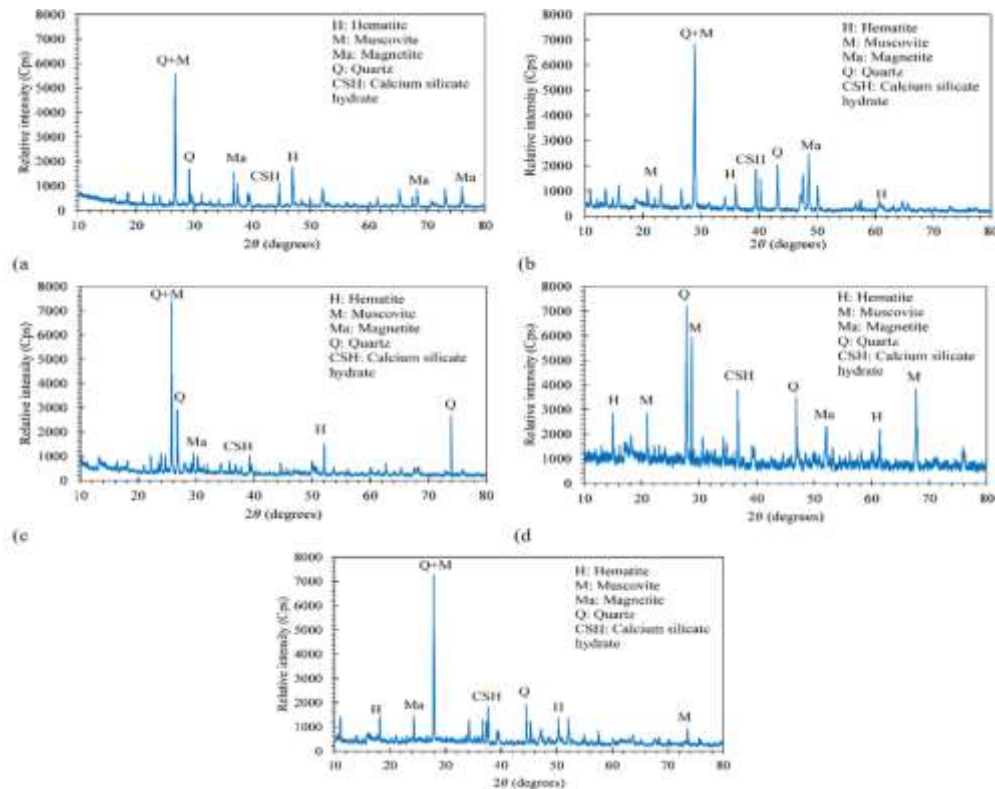 8000
7000
6000
5000
4000
3000
2000
1000
0
Relative intensity (Cps)
Q+M
Q
Ma
CSH
H
Ma
Ma
H: Hematite
M: Muscovite
Ma: Magnetite
Q: Quartz
CSH: Calcium silicate
hydrate
10 20 30 40 50 60 70 80
2θ (degrees)
(a
8000
7000
6000
5000
4000
3000
2000
1000
0
Relative intensity (Cps)
Q+M
M
H
CSH
Q
Ma
H
H: Hematite
M: Muscovite
Ma: Magnetite
Q: Quartz
CSH: Calcium silicate
hydrate
10 20 30 40 50 60 70 80
2θ (degrees)
(b
8000
7000
6000
5000
4000
3000
2000
1000
0
Relative intensity (Cps)
Q+M
Q
Ma
CSH
H
Q
H: Hematite
M: Muscovite
Ma: Magnetite
Q: Quartz
CSH: Calcium silicate
hydrate
10 20 30 40 50 60 70 80
2θ (degrees)
(c
8000
7000
6000
5000
4000
3000
2000
1000
0
Relative intensity (Cps)
H
M
Q
M
CSH
Q
Ma
H
M
H: Hematite
M: Muscovite
Ma: Magnetite
Q: Quartz
CSH: Calcium silicate
hydrate
10 20 30 40 50 60 70 80
2θ (degrees)
(d
8000
7000
6000
5000
4000
3000
2000
1000
0
Relative intensity (Cps)
H
Ma
Q+M
CSH
Q
H
M
H: Hematite
M: Muscovite
Ma: Magnetite
Q: Quartz
CSH: Calcium silicate
hydrate
10 20 30 40 50 60 70 80
2θ (degrees)